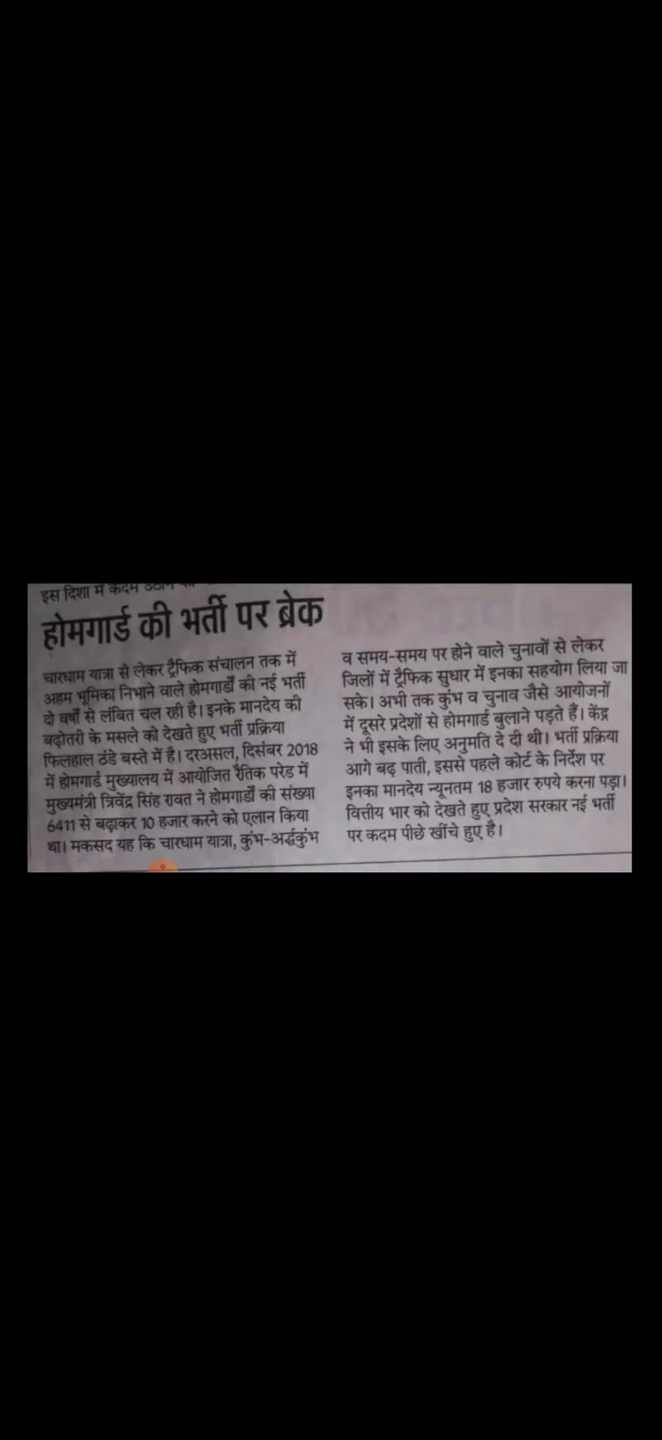 इस दिशा में कदम उठाने
होमगार्ड की भर्ती पर ब्रेक
चारधाम यात्रा से लेकर ट्रैफिक संचालन तक में
अहम भूमिका निभाने वाले होमगार्डों की नई भर्ती
दो वर्षों से लंबित चल रही है। इनके मानदेय की
बढ़ोतरी के मसले को देखते हुए भर्ती प्रक्रिया
फिलहाल ठंडे बस्ते में है। दरअसल, दिसंबर 2018
में होमगार्ड मुख्यालय में आयोजित रैतिक परेड में
मुख्यमंत्री त्रिवेंद्र सिंह रावत ने होमगार्डों की संख्या
6411 से बढ़ाकर 10 हजार करने को एलान किया
था। मकसद यह कि चारधाम यात्रा, कुंभ-अर्द्धकुंभ
व समय-समय पर होने वाले चुनावों से लेकर
जिलों में ट्रैफिक सुधार में इनका सहयोग लिया जा
सके। अभी तक कुंभ व चुनाव जैसे आयोजनों
में दूसरे प्रदेशों से होमगार्ड बुलाने पड़ते हैं। केंद्र
ने भी इसके लिए अनुमति दे दी थी। भर्ती प्रक्रिया
आगे बढ़ पाती, इससे पहले कोर्ट के निर्देश पर
इनका मानदेय न्यूनतम 18 हजार रुपये करना पड़ा।
वित्तीय भार को देखते हुए प्रदेश सरकार नई भर्ती
पर कदम पीछे खींचे हुए है।